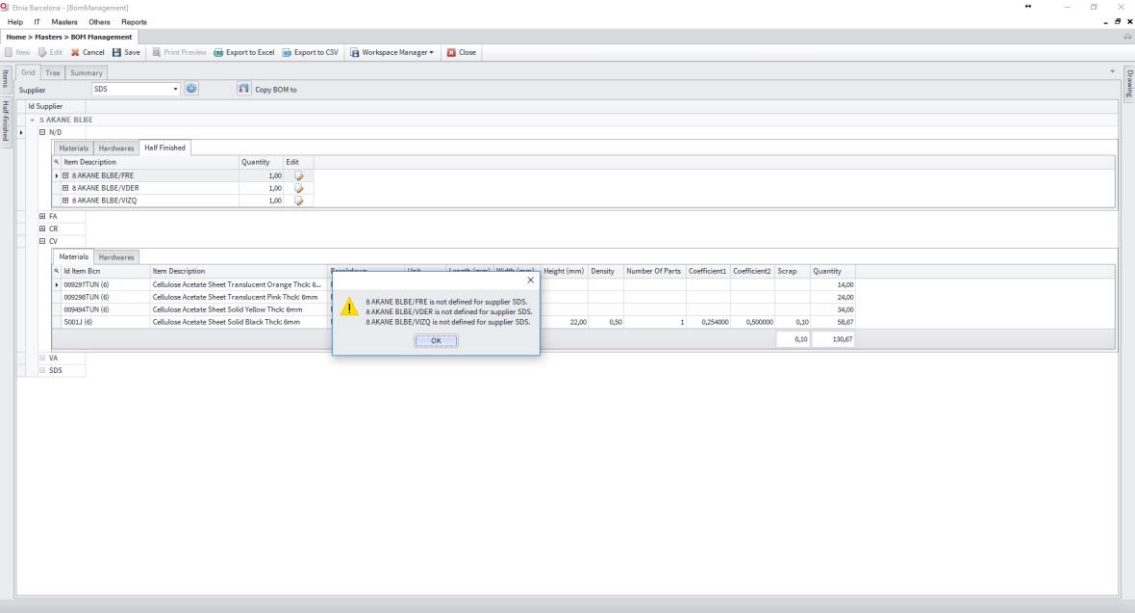 Etnia Barcelona - [BomManagement]
Help IT Masters Others Reports
Home > Masters > BOM Management
New Edit Cancel Save Print Preview Export to Excel Export to CSV Workspace Manager Close
Items
Half-finished
Drawing
Grid Tree Summary
Supplier SDS Copy BOM to
Id Supplier
8 AKANE BLBE
N/D
Materials Hardwares Half Finished
Item Description Quantity Edit
8 AKANE BLBE/FRE 1,00
8 AKANE BLBE/VDER 1,00
8 AKANE BLBE/VIZQ 1,00
FA
CR
CV
Materials Hardwares
Id Item Bcn Item Description Height (mm) Density Number Of Parts Coefficient1 Coefficient2 Scrap Quantity
009297TUN (6) Cellulose Acetate Sheet Translucent Orange Thck: 6... 14,00
009298TUN (6) Cellulose Acetate Sheet Translucent Pink Thck: 6mm 24,00
009494TUN (6) Cellulose Acetate Sheet Solid Yellow Thck: 6mm 34,00
S001J (6) Cellulose Acetate Sheet Solid Black Thck: 6mm 22,00 0,50 1 0,254000 0,500000 0,10 58,67
0,10 130,67
VA
SDS
8 AKANE BLBE/FRE is not defined for supplier SDS.
8 AKANE BLBE/VDER is not defined for supplier SDS.
8 AKANE BLBE/VIZQ is not defined for supplier SDS.
OK